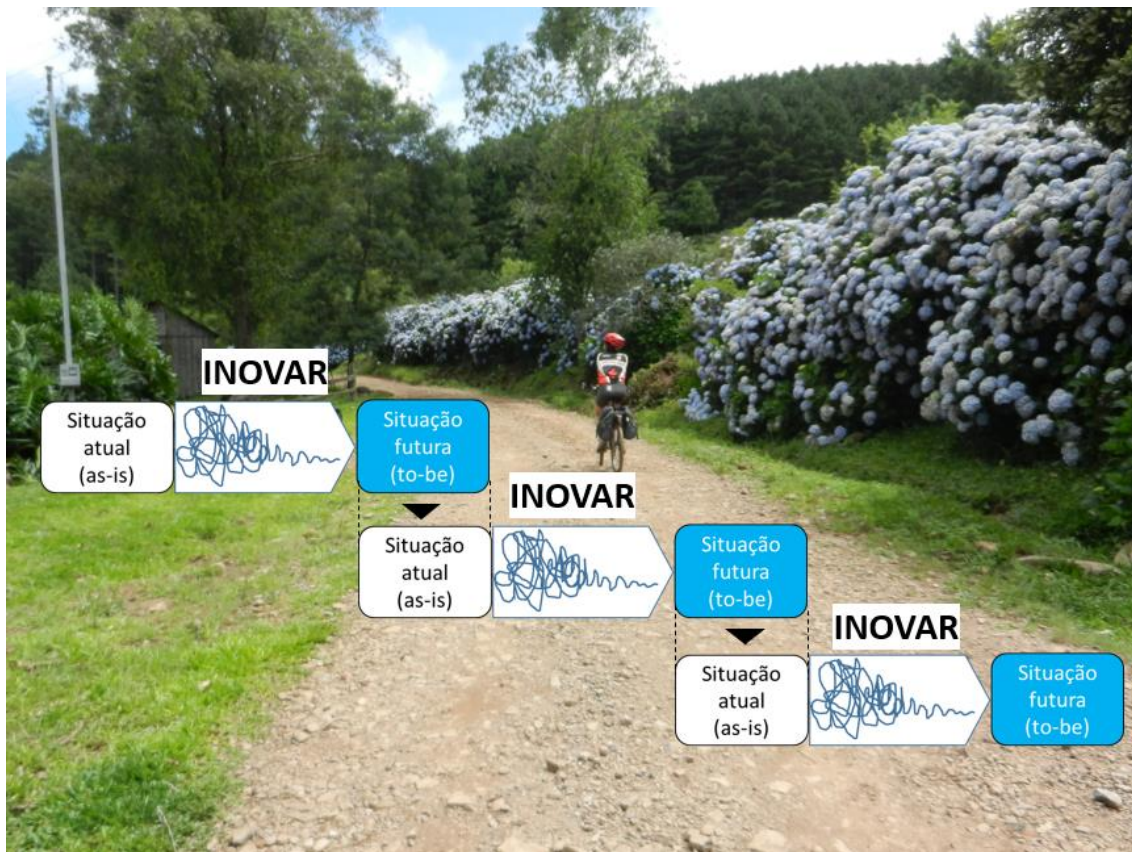 INOVAR
Situação
atual
(as-is)
Situação
futura
(to-be)
INOVAR
Situação
atual
(as-is)
Situação
futura
(to-be)
INOVAR
Situação
atual
(as-is)
Situação
futura
(to-be)